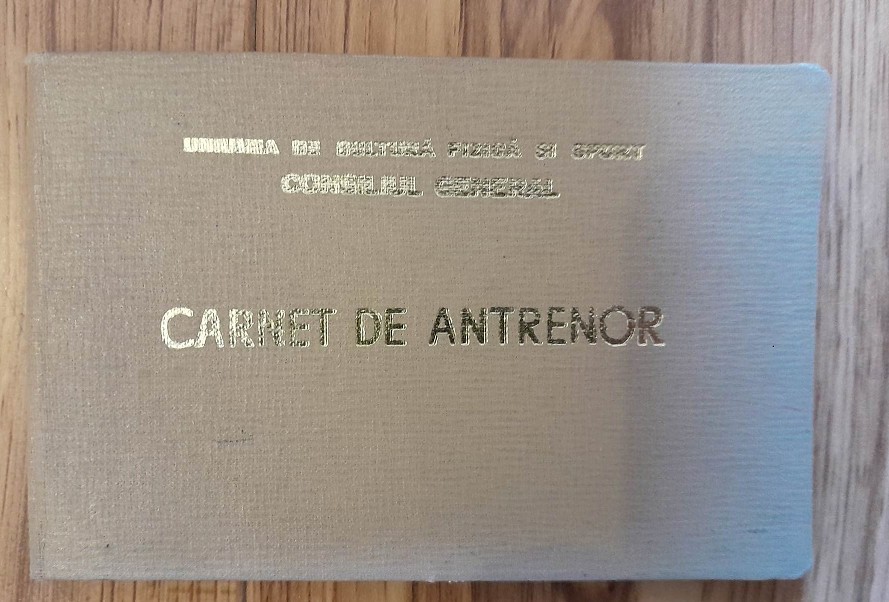 UNIUNEA DE CULTURĂ FIZICĂ ȘI SPORT
CONSILIUL GENERAL
CARNET DE ANTRENOR